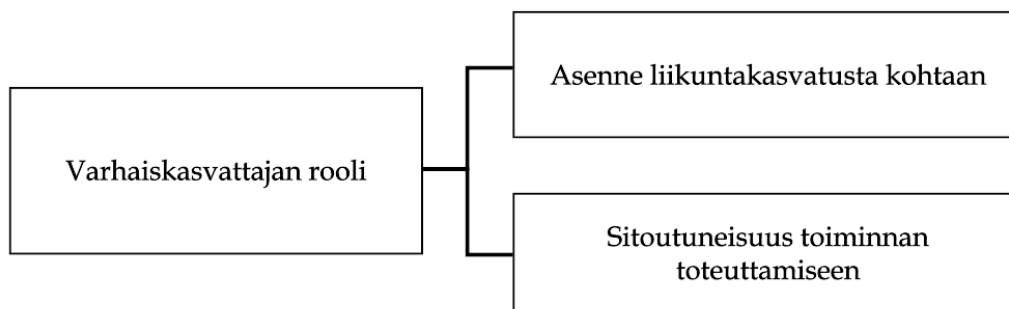 Asenne liikuntakasvatusta kohtaan
Varhaiskasvattajan rooli
Sitoutuneisuus toiminnan
toteuttamiseen